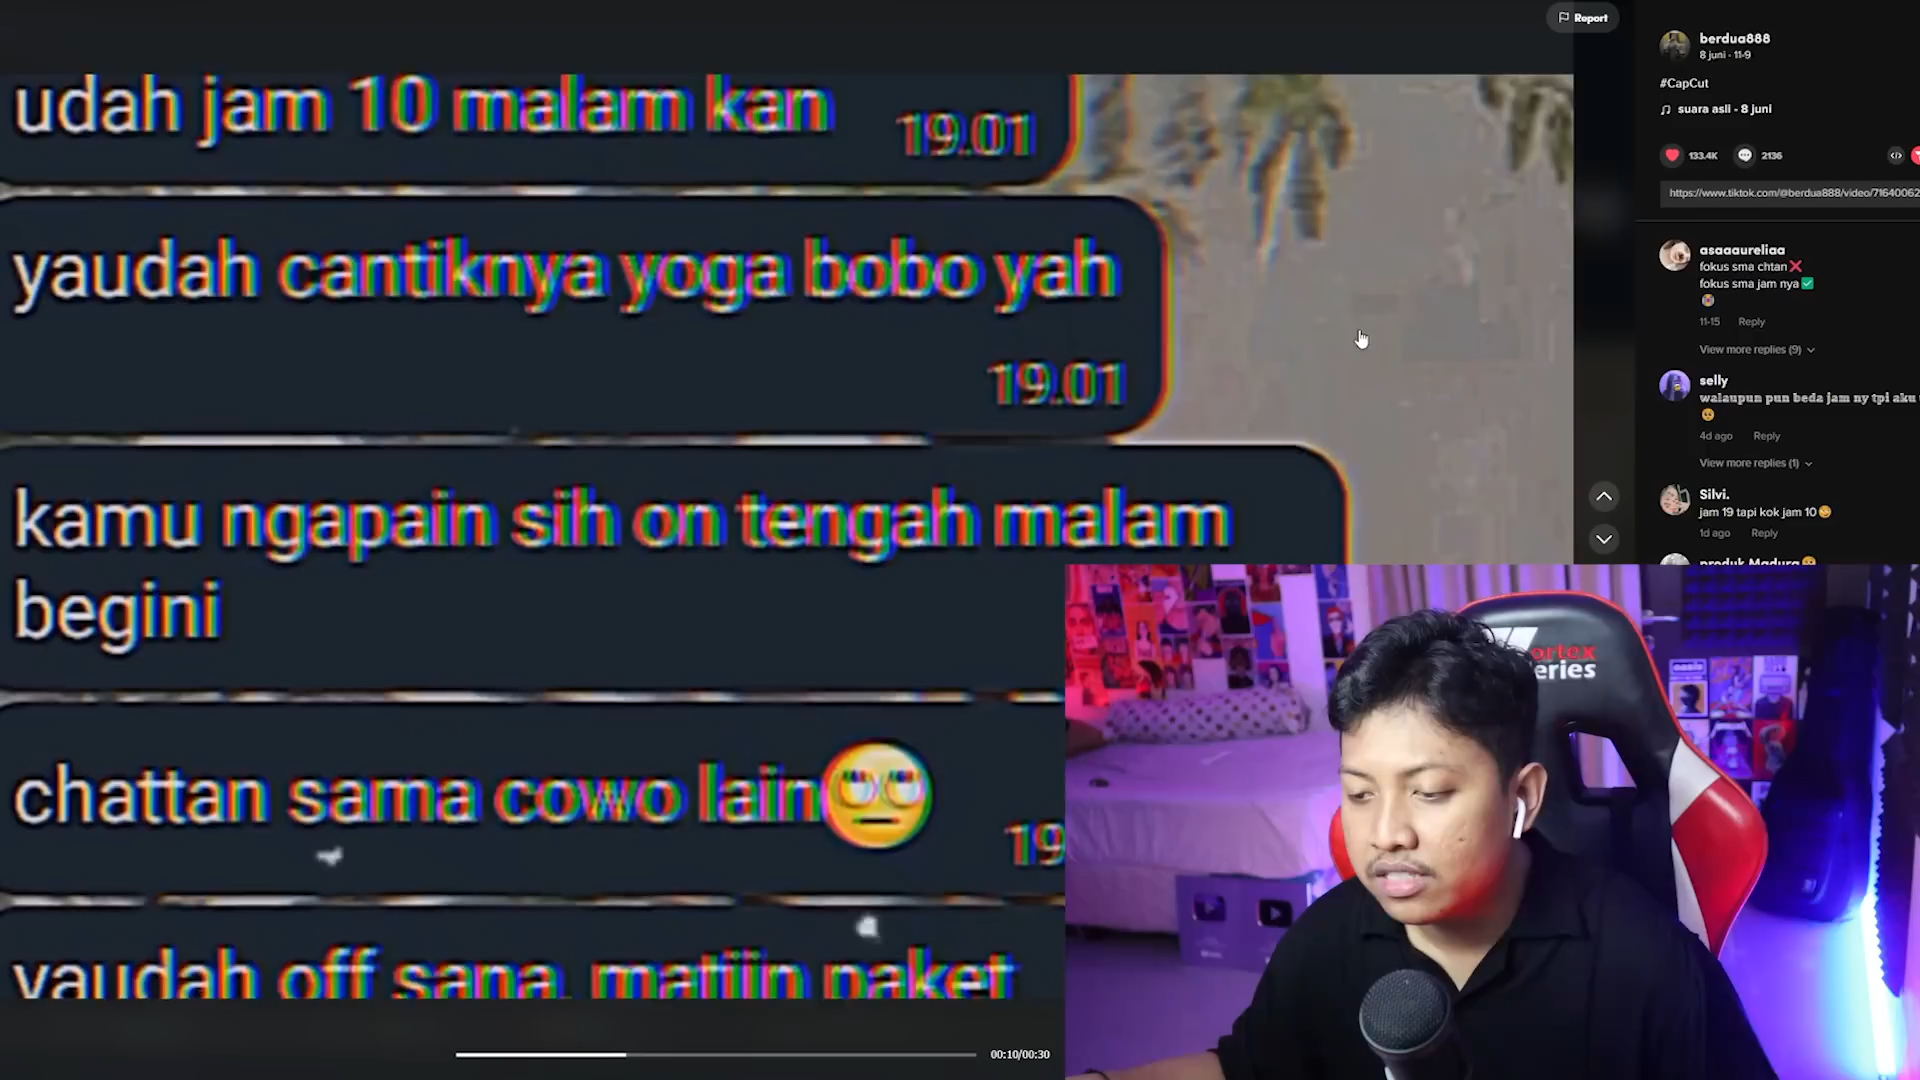 Report
udah jam 10 malam kan
19.01
yaudah cantiknya yoga bobo yah
19.01
kamu ngapain sih on tengah malam
begini
chattan sama cowo lain🙄
19
yaudah off sana, matiin paket
00:10/00:30
berdua888
8 juni · 11-9
#CapCut
suara asli - 8 juni
133.4K
2136
https://www.tiktok.com/@berdua888/video/71640062
asaaaureliaa
fokus sma chtan❌
fokus sma jam nya✅
11-15 Reply
View more replies (9)
selly
walaupun pun beda jam ny tpi aku
4d ago Reply
View more replies (1)
Silvi.
jam 19 tapi kok jam 10
1d ago Reply
produk Madura
ortex
eries
oasis